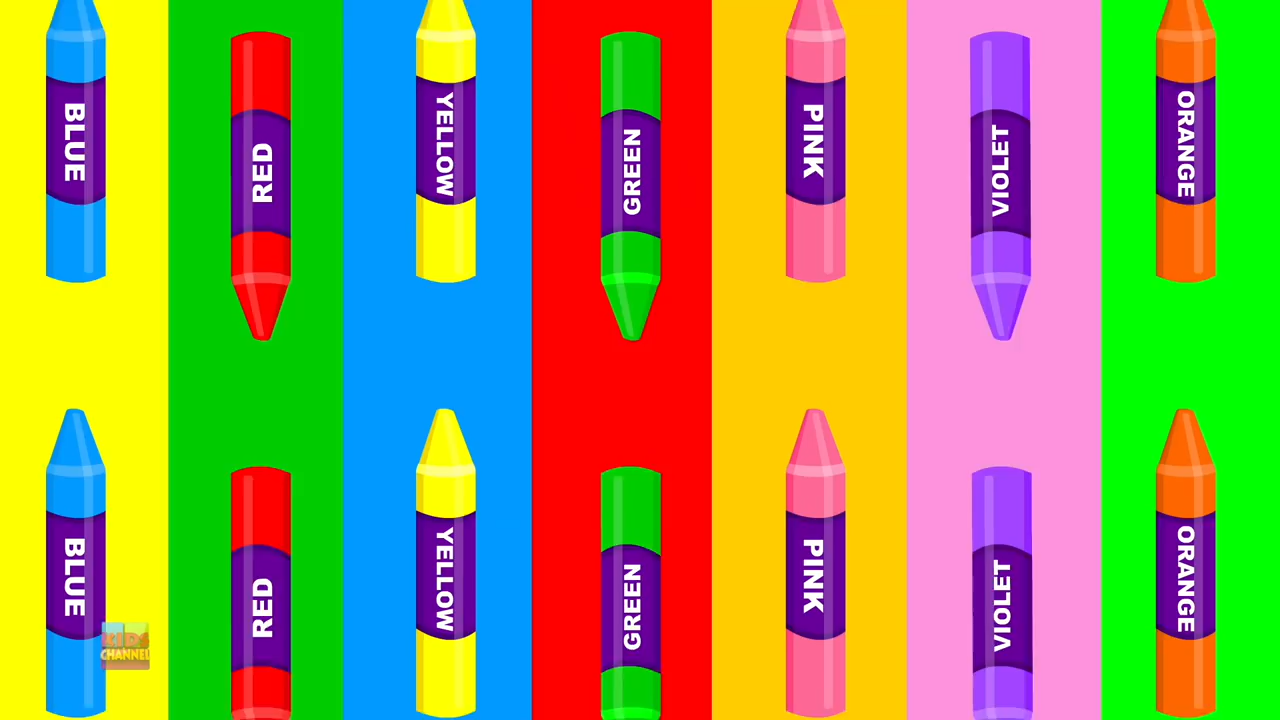 BLUE
RED
YELLOW
GREEN
PINK
VIOLET
ORANGE
BLUE
RED
YELLOW
GREEN
PINK
VIOLET
ORANGE
KIDS
CHANNEL